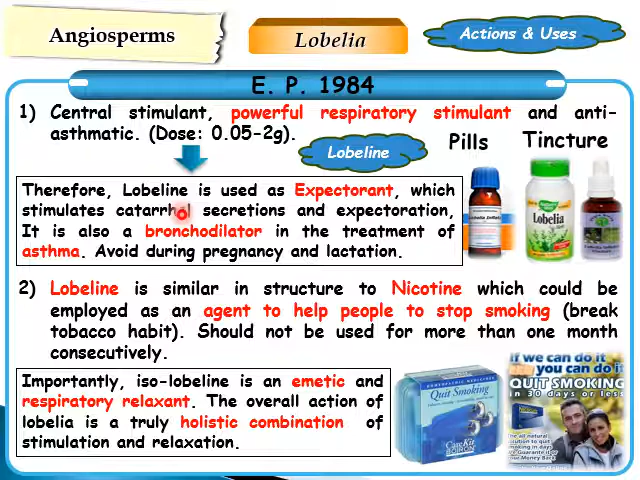 Angiosperms
Lobelia
Actions & Uses
E. P. 1984
1) Central stimulant, powerful respiratory stimulant and anti-
asthmatic. (Dose: 0.05-2g).
Lobeline
Pills
Tincture
Therefore, Lobeline is used as Expectorant, which
stimulates catarrhal secretions and expectoration,
It is also a bronchodilator in the treatment of
asthma. Avoid during pregnancy and lactation.
Lobelia
2) Lobeline is similar in structure to Nicotine which could be
employed as an agent to help people to stop smoking (break
tobacco habit). Should not be used for more than one month
consecutively.
Importantly, iso-lobeline is an emetic and
respiratory relaxant. The overall action of
lobelia is a truly holistic combination of
stimulation and relaxation.
Quit Smoking
CareKit
BOIRON
If we can do it
you can do it
QUIT SMOKING
in 30 days or less